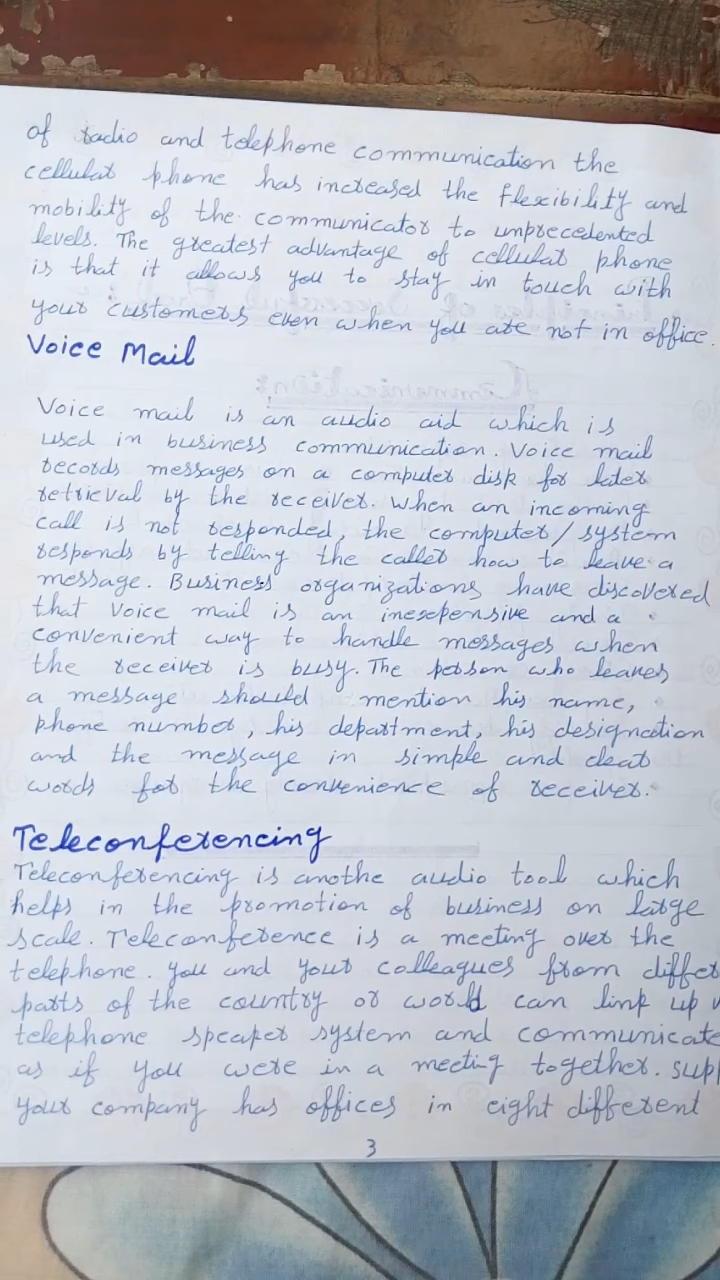 of radio and telephone communication the
cellular phone has increased the flexibility and
mobility of the communicator to unprecedented
levels. The greatest advantage of cellular phone
is that it allows you to stay in touch with
your customers even when you are not in office.
Voice Mail
Voice mail is an audio aid which is
used in business communication. Voice mail
records messages on a computer disk for later
retrieval by the receiver. When an incoming
call is not responded, the computer/system
responds by telling the caller how to leave a
message. Business organizations have discovered
that Voice mail is an inexpensive and a
convenient way to handle messages when
the receiver is busy. The person who leaves
a message should mention his name,
phone number, his department, his designation
and the message in simple and clear
words for the convenience of receiver.
Teleconferencing
Teleconferencing is anothe audio tool which
helps in the promotion of business on large
scale. Teleconference is a meeting over the
telephone. you and your colleagues from differ
parts of the country or world can link up
telephone speaker system and communicate
as if you were in a meeting together. supp
your company has offices in eight different
3